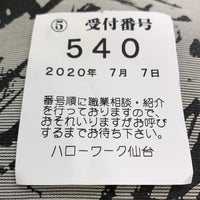 ⑤ 受付番号
540
2020年 7月 7日
番号順に職業相談・紹介
を行っておりますので、
おそれいりますがお呼び
するまでお待ち下さい。
ハローワーク仙台